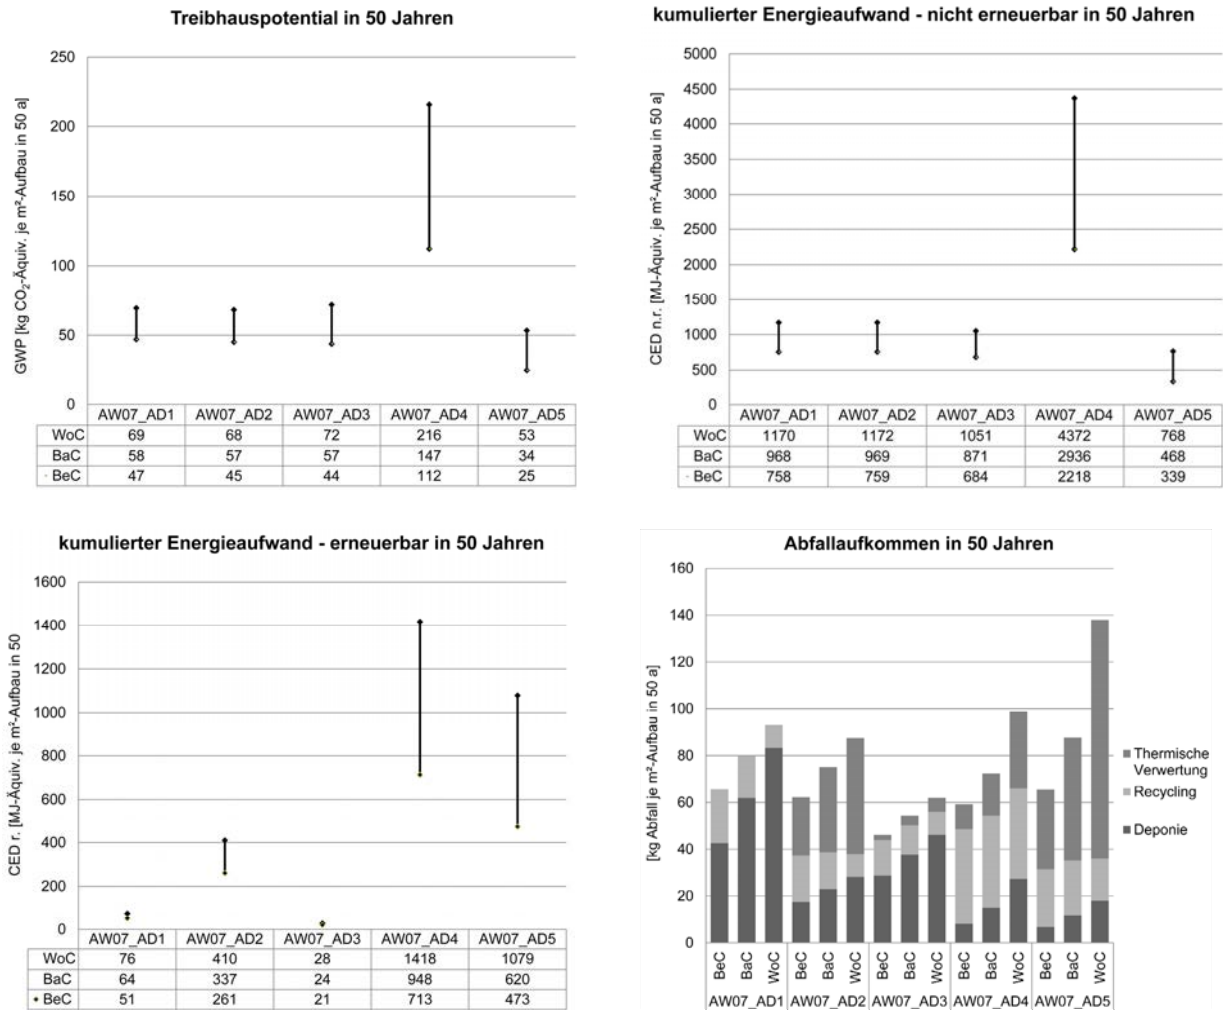 Treibhauspotential in 50 Jahren
GWP [kg CO₂-Äquiv. je m²-Aufbau in 50 a]
250
200
150
100
50
0
AW07_AD1 AW07_AD2 AW07_AD3 AW07_AD4 AW07_AD5
WoC 69 68 72 216 53
BaC 58 57 57 147 34
BeC 47 45 44 112 25
kumulierter Energieaufwand - nicht erneuerbar in 50 Jahren
CED n.r. [MJ-Äquiv. je m²-Aufbau in 50 a]
5000
4500
4000
3500
3000
2500
2000
1500
1000
500
0
AW07_AD1 AW07_AD2 AW07_AD3 AW07_AD4 AW07_AD5
WoC 1170 1172 1051 4372 768
BaC 968 969 871 2936 468
BeC 758 759 684 2218 339
kumulierter Energieaufwand - erneuerbar in 50 Jahren
CED r. [MJ-Äquiv. je m²-Aufbau in 50
1600
1400
1200
1000
800
600
400
200
0
AW07_AD1 AW07_AD2 AW07_AD3 AW07_AD4 AW07_AD5
WoC 76 410 28 1418 1079
BaC 64 337 24 948 620
BeC 51 261 21 713 473
Abfallaufkommen in 50 Jahren
[kg Abfall je m²-Aufbau in 50 a]
160
140
120
100
80
60
40
20
0
BeC BaC WoC BeC BaC WoC BeC BaC WoC BeC BaC WoC BeC BaC WoC
AW07_AD1 AW07_AD2 AW07_AD3 AW07_AD4 AW07_AD5
Thermische
Verwertung
Recycling
Deponie